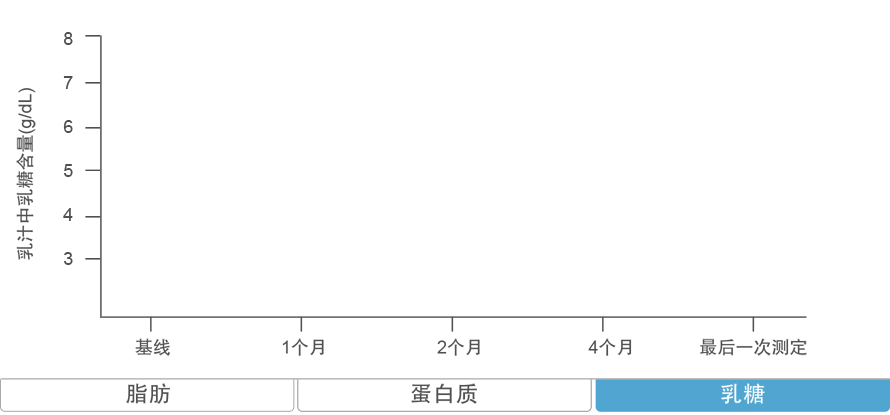 8
7
6
5
4
3
乳汁中乳糖含量(g/dL)
基线
1个月
2个月
4个月
最后一次测定
脂肪
蛋白质
乳糖